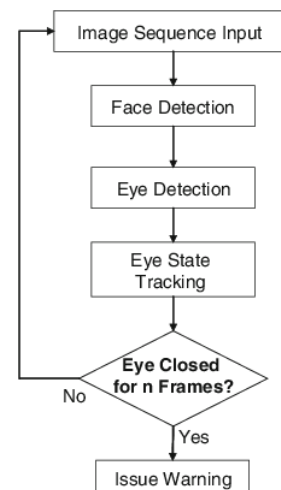 Image Sequence Input
Face Detection
Eye Detection
Eye State
Tracking
Eye Closed
for n Frames?
No
Yes
Issue Warning